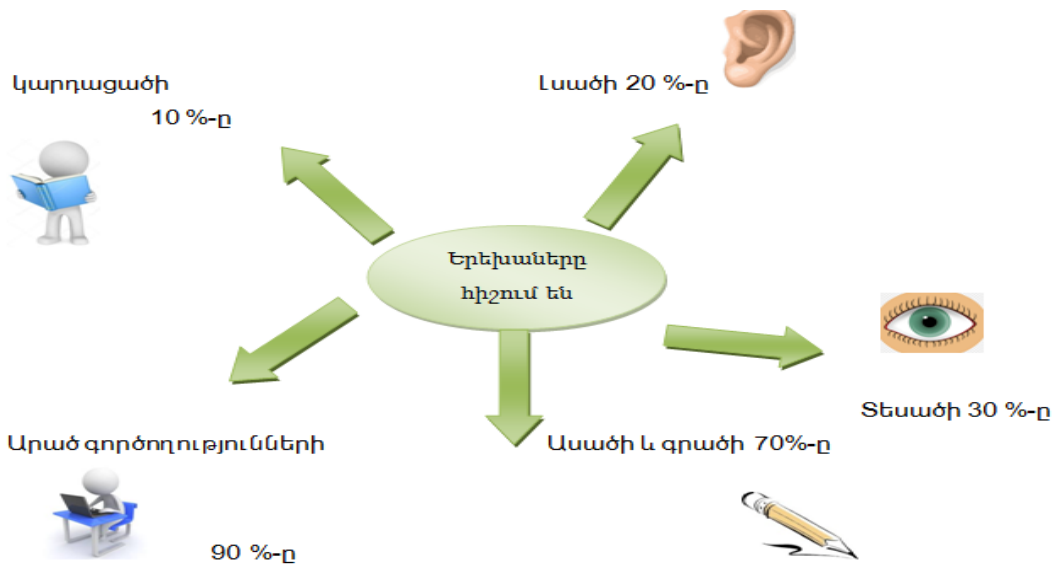 կարդացածի
10 %-ը
Լսածի 20 %-ը
Երեխաները
հիշում են
Տեսածի 30 %-ը
Արած գործողությունների
90 %-ը
Ասածի և գրածի 70%-ը